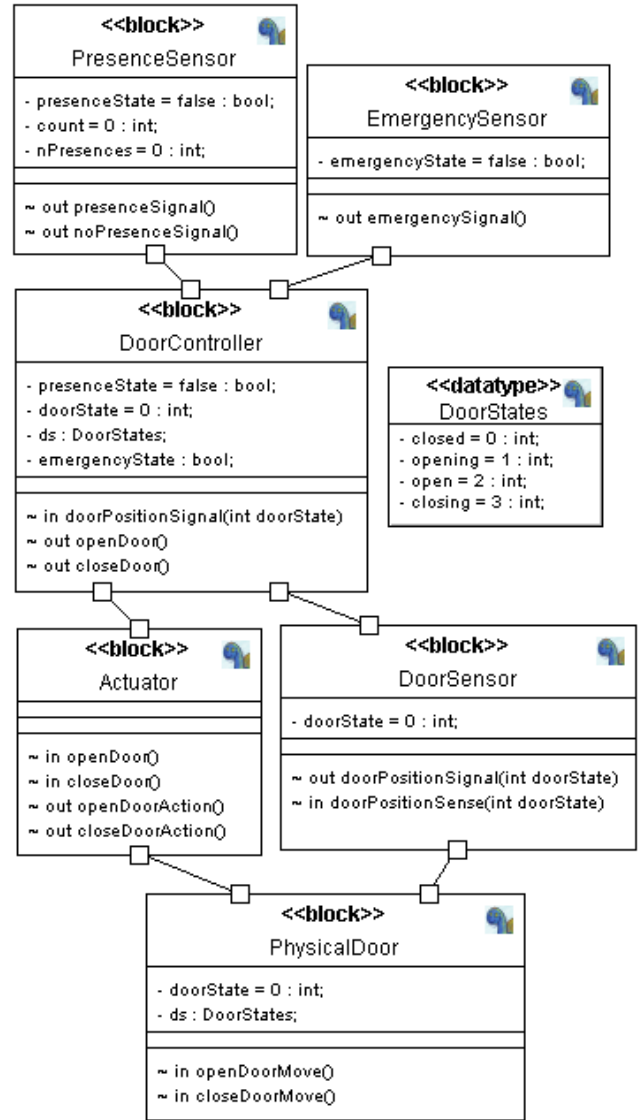 <<block>>
PresenceSensor
- presenceState = false : bool;
- count = 0 : int;
- nPresences = 0 : int;
~ out presenceSignal()
~ out noPresenceSignal()
<<block>>
EmergencySensor
- emergencyState = false : bool;
~ out emergencySignal()
<<block>>
DoorController
- presenceState = false : bool;
- doorState = 0 : int;
- ds : DoorStates;
- emergencyState : bool;
~ in doorPositionSignal(int doorState)
~ out openDoor()
~ out closeDoor()
<<datatype>>
DoorStates
- closed = 0 : int;
- opening = 1 : int;
- open = 2 : int;
- closing = 3 : int;
<<block>>
Actuator
~ in openDoor()
~ in closeDoor()
~ out openDoorAction()
~ out closeDoorAction()
<<block>>
DoorSensor
- doorState = 0 : int;
~ out doorPositionSignal(int doorState)
~ in doorPositionSense(int doorState)
<<block>>
PhysicalDoor
- doorState = 0 : int;
- ds : DoorStates;
~ in openDoorMove()
~ in closeDoorMove()